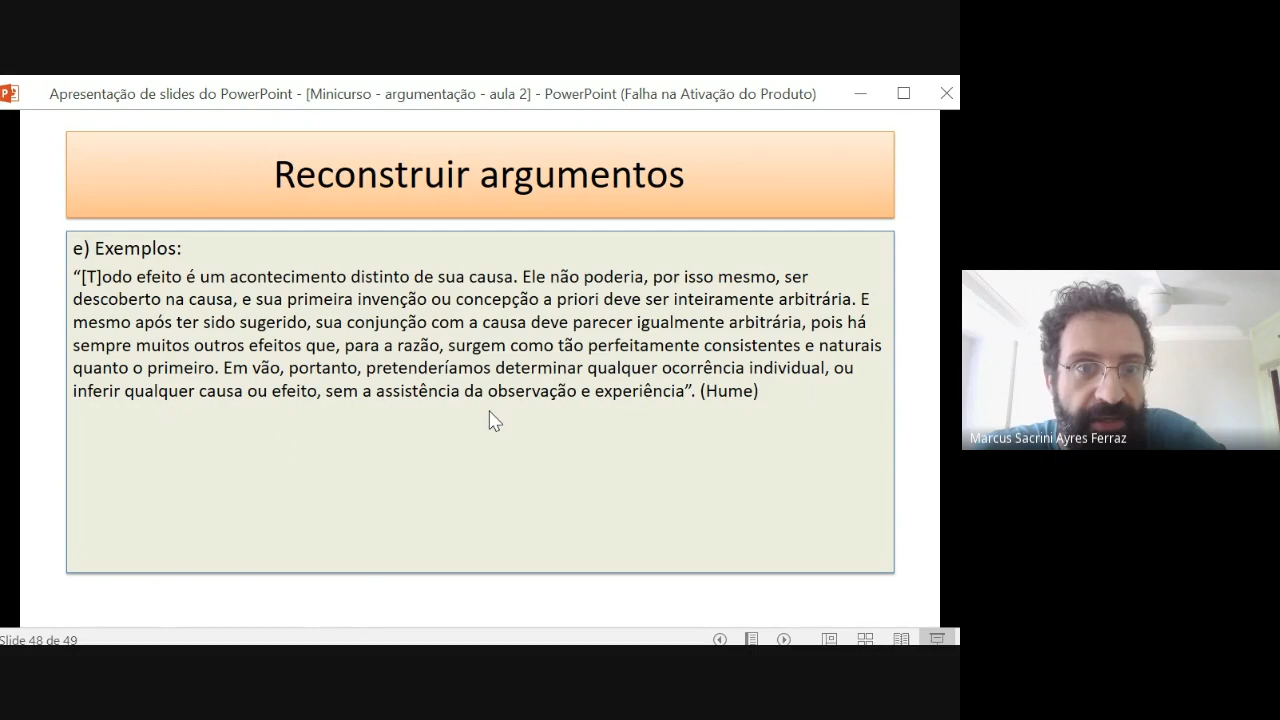 Apresentação de slides do PowerPoint - [Minicurso - argumentação - aula 2] - PowerPoint (Falha na Ativação do Produto)
Reconstruir argumentos
e) Exemplos:
“[T]odo efeito é um acontecimento distinto de sua causa. Ele não poderia, por isso mesmo, ser
descoberto na causa, e sua primeira invenção ou concepção a priori deve ser inteiramente arbitrária. E
mesmo após ter sido sugerido, sua conjunção com a causa deve parecer igualmente arbitrária, pois há
sempre muitos outros efeitos que, para a razão, surgem como tão perfeitamente consistentes e naturais
quanto o primeiro. Em vão, portanto, pretenderíamos determinar qualquer ocorrência individual, ou
inferir qualquer causa ou efeito, sem a assistência da observação e experiência”. (Hume)
Slide 48 de 49
Marcus Sacrini Ayres Ferraz